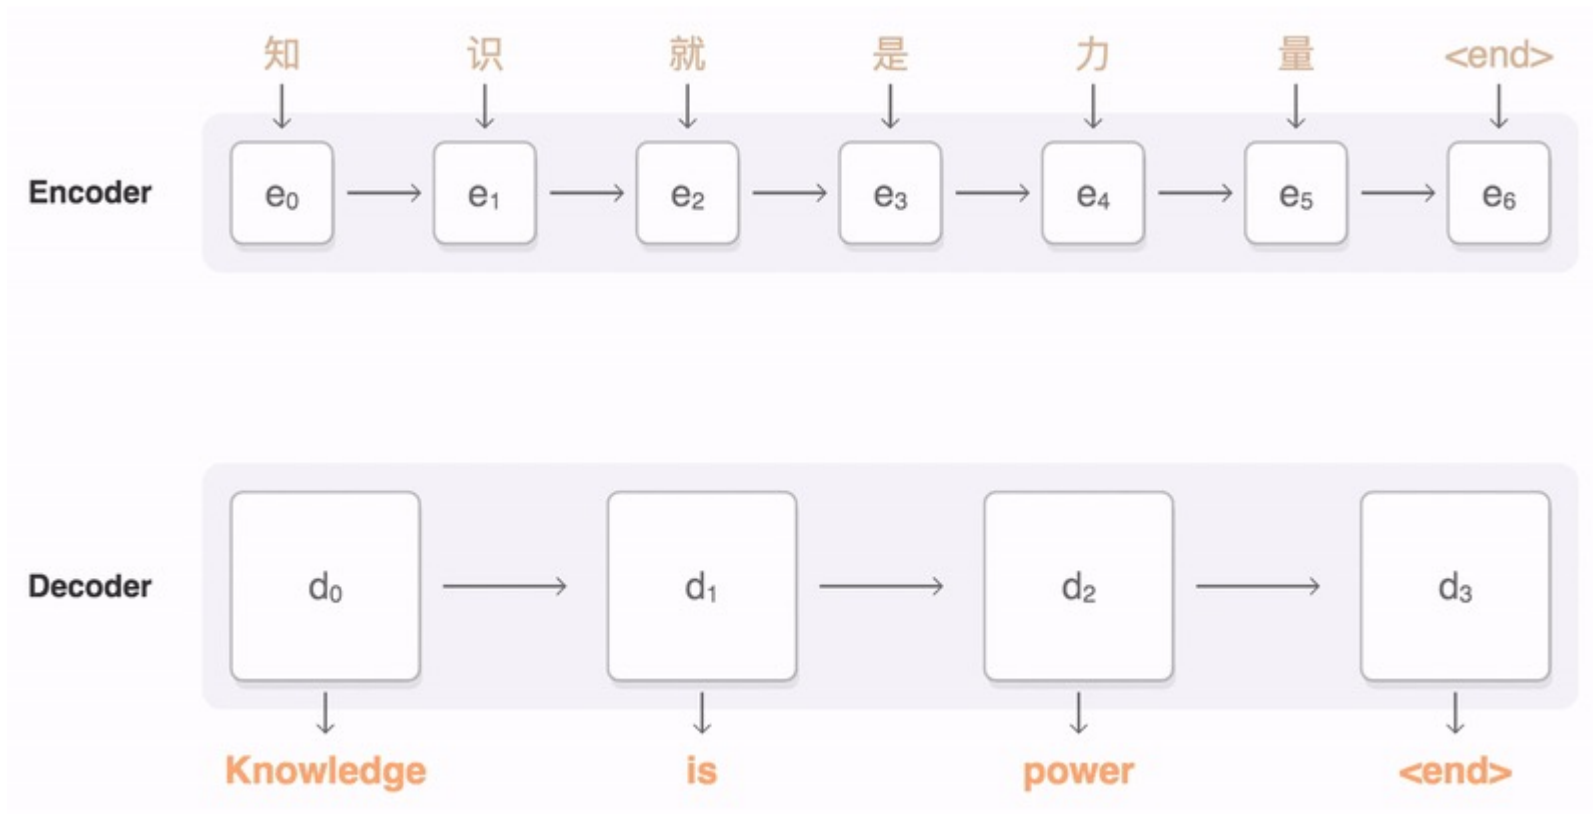 知 识 就 是 力 量 <end>
Encoder e₀ e₁ e₂ e₃ e₄ e₅ e₆
Decoder d₀ d₁ d₂ d₃
Knowledge is power <end>